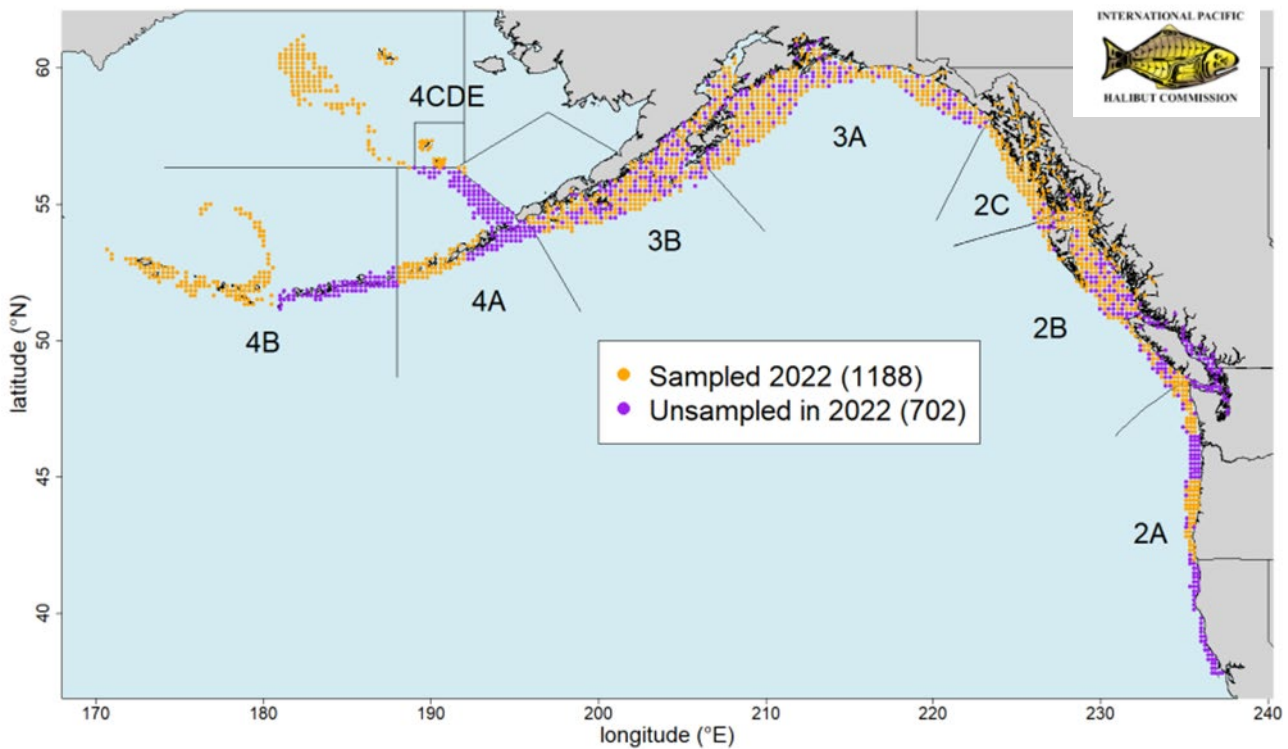 INTERNATIONAL PACIFIC
HALIBUT COMMISSION
60
55
50
45
40
latitude (°N)
4CDE
3A
2C
3B
4A
2B
4B
Sampled 2022 (1188)
Unsampled in 2022 (702)
2A
170
180
190
200
210
220
230
240
longitude (°E)